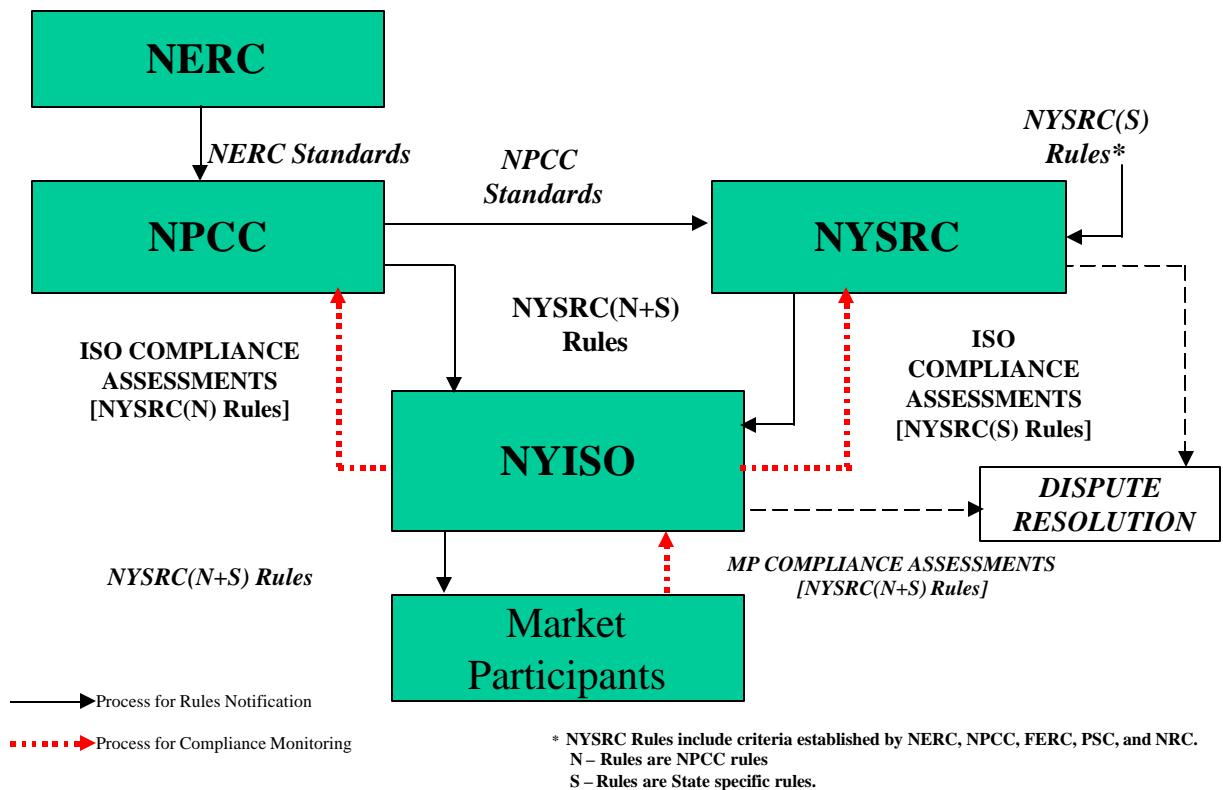 NERC
NERC Standards
NPCC
Standards
NYSRC(S)
Rules*
NPCC
NYSRC
ISO COMPLIANCE
ASSESSMENTS
[NYSRC(N) Rules]
NYSRC(N+S)
Rules
ISO
COMPLIANCE
ASSESSMENTS
[NYSRC(S) Rules]
NYISO
DISPUTE
RESOLUTION
NYSRC(N+S) Rules
MP COMPLIANCE ASSESSMENTS
[NYSRC(N+S) Rules]
Market
Participants
Process for Rules Notification
Process for Compliance Monitoring
* NYSRC Rules include criteria established by NERC, NPCC, FERC, PSC, and NRC.
N – Rules are NPCC rules
S – Rules are State specific rules.